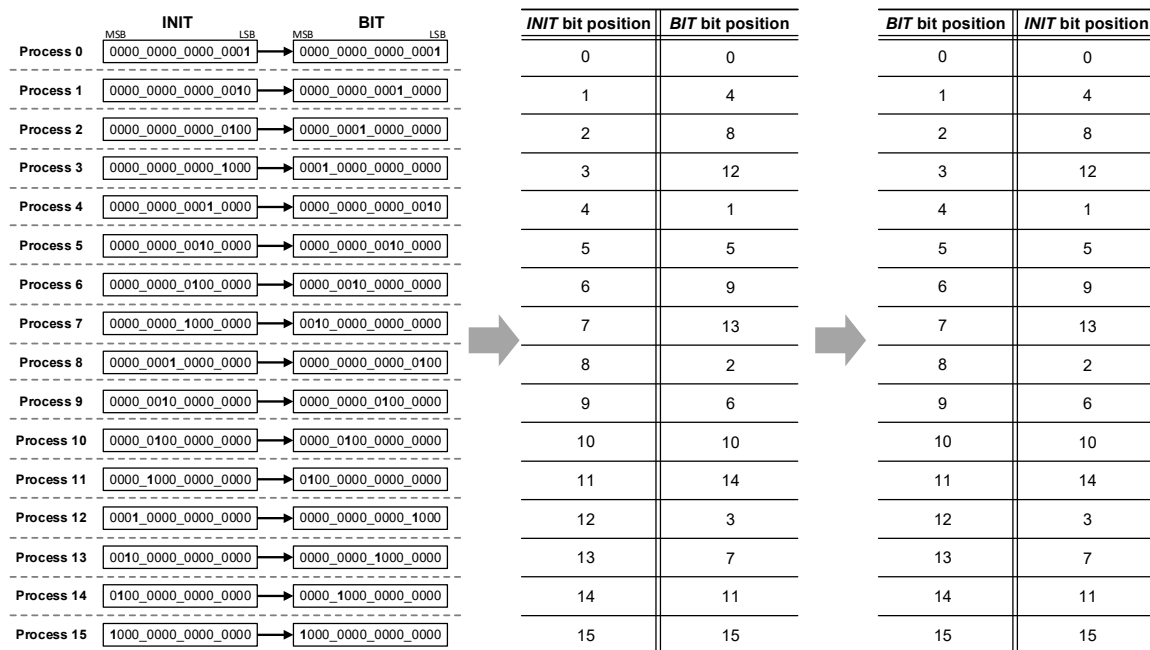 INIT BIT
MSB LSB MSB LSB
Process 0 0000_0000_0000_0001 0000_0000_0000_0001
Process 1 0000_0000_0000_0010 0000_0000_0001_0000
Process 2 0000_0000_0000_0100 0000_0001_0000_0000
Process 3 0000_0000_0000_1000 0001_0000_0000_0000
Process 4 0000_0000_0001_0000 0000_0000_0000_0010
Process 5 0000_0000_0010_0000 0000_0000_0010_0000
Process 6 0000_0000_0100_0000 0000_0010_0000_0000
Process 7 0000_0000_1000_0000 0010_0000_0000_0000
Process 8 0000_0001_0000_0000 0000_0000_0000_0100
Process 9 0000_0010_0000_0000 0000_0000_0100_0000
Process 10 0000_0100_0000_0000 0000_0100_0000_0000
Process 11 0000_1000_0000_0000 0100_0000_0000_0000
Process 12 0001_0000_0000_0000 0000_0000_0000_1000
Process 13 0010_0000_0000_0000 0000_0000_1000_0000
Process 14 0100_0000_0000_0000 0000_1000_0000_0000
Process 15 1000_0000_0000_0000 1000_0000_0000_0000
INIT bit position BIT bit position
0 0
1 4
2 8
3 12
4 1
5 5
6 9
7 13
8 2
9 6
10 10
11 14
12 3
13 7
14 11
15 15
BIT bit position INIT bit position
0 0
1 4
2 8
3 12
4 1
5 5
6 9
7 13
8 2
9 6
10 10
11 14
12 3
13 7
14 11
15 15